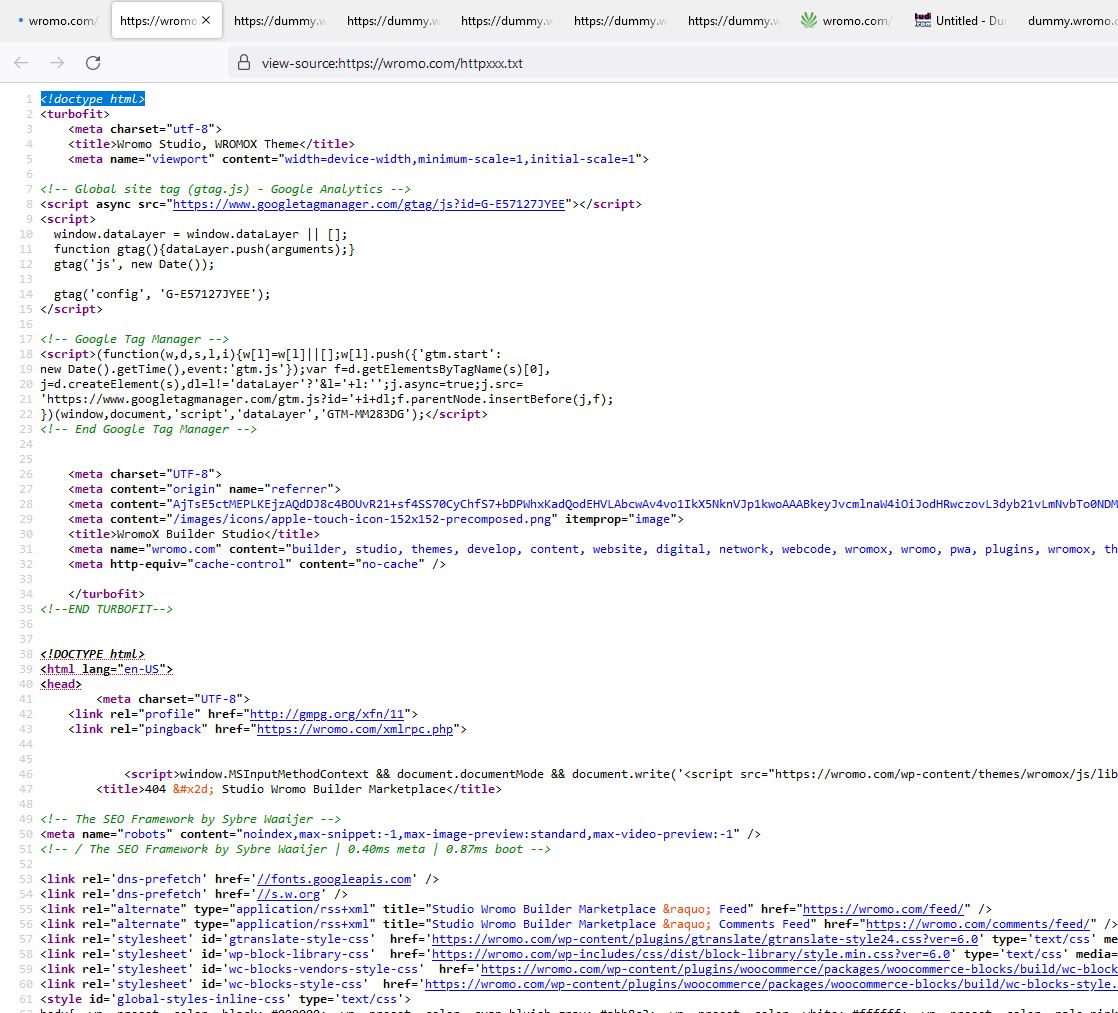 wromo.com/
https://wromo
https://dummy.w
https://dummy.w
https://dummy.w
https://dummy.w
https://dummy.w
wromo.com/
Untitled - Du
dummy.wromo.c
view-source:https://wromo.com/httpxxx.txt
1 <!doctype html>
2 <turbofit>
3 <meta charset="utf-8">
4 <title>Wromo Studio, WROMOX Theme</title>
5 <meta name="viewport" content="width=device-width,minimum-scale=1,initial-scale=1">
6
7 <!-- Global site tag (gtag.js) - Google Analytics -->
8 <script async src="https://www.googletagmanager.com/gtag/js?id=G-E57127JYEE"></script>
9 <script>
10 window.dataLayer = window.dataLayer || [];
11 function gtag(){dataLayer.push(arguments);}
12 gtag('js', new Date());
13
14 gtag('config', 'G-E57127JYEE');
15 </script>
16
17 <!-- Google Tag Manager -->
18 <script>(function(w,d,s,l,i){w[l]=w[l]||[];w[l].push({'gtm.start':
19 new Date().getTime(),event:'gtm.js'});var f=d.getElementsByTagName(s)[0],
20 j=d.createElement(s),dl=l!='dataLayer'?'&l='+l:'';j.async=true;j.src=
21 'https://www.googletagmanager.com/gtm.js?id='+i+dl;f.parentNode.insertBefore(j,f);
22 })(window,document,'script','dataLayer','GTM-MM283DG');</script>
23 <!-- End Google Tag Manager -->
24
25
26 <meta charset="UTF-8">
27 <meta content="origin" name="referrer">
28 <meta content="AjTsE5ctMEPLKEjzAQdDJ8c4BOUvR21+sf4SS70CyChfS7+bDPWhxKadQodEHVLAbcwAv4vo1IkX5NknVJp1kwoAAABkeyJvcmlnaW4iOiJodHRwczovL3dyb21vLmNvbTo0NDM
29 <meta content="/images/icons/apple-touch-icon-152x152-precomposed.png" itemprop="image">
30 <title>WromoX Builder Studio</title>
31 <meta name="wromo.com" content="builder, studio, themes, develop, content, website, digital, network, webcode, wromox, wromo, pwa, plugins, wromox, th
32 <meta http-equiv="cache-control" content="no-cache" />
33
34 </turbofit>
35 <!--END TURBOFIT-->
36
37
38 <!DOCTYPE html>
39 <html lang="en-US">
40 <head>
41 <meta charset="UTF-8">
42 <link rel="profile" href="http://gmpg.org/xfn/11">
43 <link rel="pingback" href="https://wromo.com/xmlrpc.php">
44
45
46 <script>window.MSInputMethodContext && document.documentMode && document.write('<script src="https://wromo.com/wp-content/themes/wromox/js/lib
47 <title>404 &#x2d; Studio Wromo Builder Marketplace</title>
48
49 <!-- The SEO Framework by Sybre Waaijer -->
50 <meta name="robots" content="noindex,max-snippet:-1,max-image-preview:standard,max-video-preview:-1" />
51 <!-- / The SEO Framework by Sybre Waaijer | 0.40ms meta | 0.87ms boot -->
52
53 <link rel='dns-prefetch' href='//fonts.googleapis.com' />
54 <link rel='dns-prefetch' href='//s.w.org' />
55 <link rel="alternate" type="application/rss+xml" title="Studio Wromo Builder Marketplace &raquo; Feed" href="https://wromo.com/feed/" />
56 <link rel="alternate" type="application/rss+xml" title="Studio Wromo Builder Marketplace &raquo; Comments Feed" href="https://wromo.com/comments/feed/" />
57 <link rel='stylesheet' id='gtranslate-style-css' href='https://wromo.com/wp-content/plugins/gtranslate/gtranslate-style24.css?ver=6.0' type='text/css' me
58 <link rel='stylesheet' id='wp-block-library-css' href='https://wromo.com/wp-includes/css/dist/block-library/style.min.css?ver=6.0' type='text/css' media=
59 <link rel='stylesheet' id='wc-blocks-vendors-style-css' href='https://wromo.com/wp-content/plugins/woocommerce/packages/woocommerce-blocks/build/wc-block
60 <link rel='stylesheet' id='wc-blocks-style-css' href='https://wromo.com/wp-content/plugins/woocommerce/packages/woocommerce-blocks/build/wc-blocks-style.
61 <style id='global-styles-inline-css' type='text/css'>